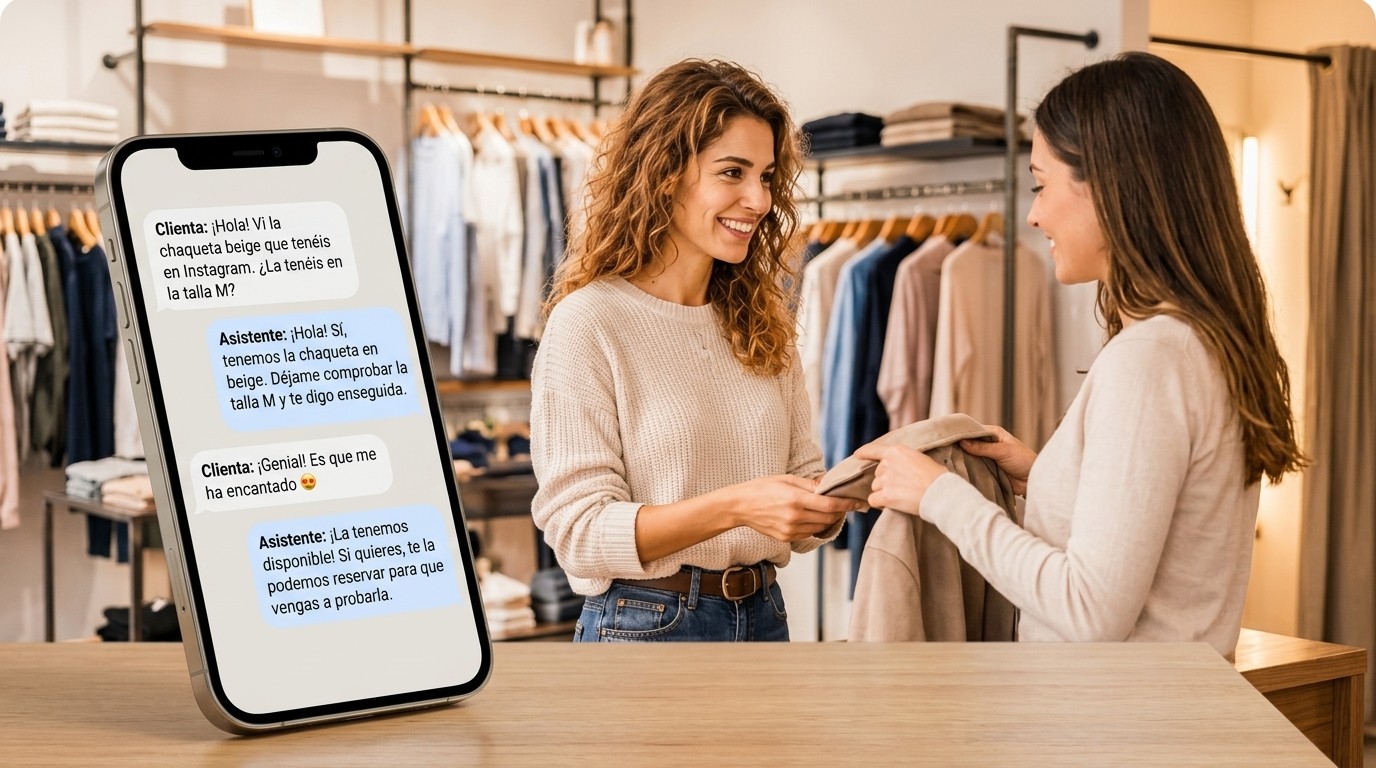 Clienta: ¡Hola! Vi la
chaqueta beige que tenéis
en Instagram. ¿La tenéis en
la talla M?
Asistente: ¡Hola! Sí,
tenemos la chaqueta en
beige. Déjame comprobar la
talla M y te digo enseguida.
Clienta: ¡Genial! Es que me
ha encantado 😍
Asistente: ¡La tenemos
disponible! Si quieres, te la
podemos reservar para que
vengas a probarla.